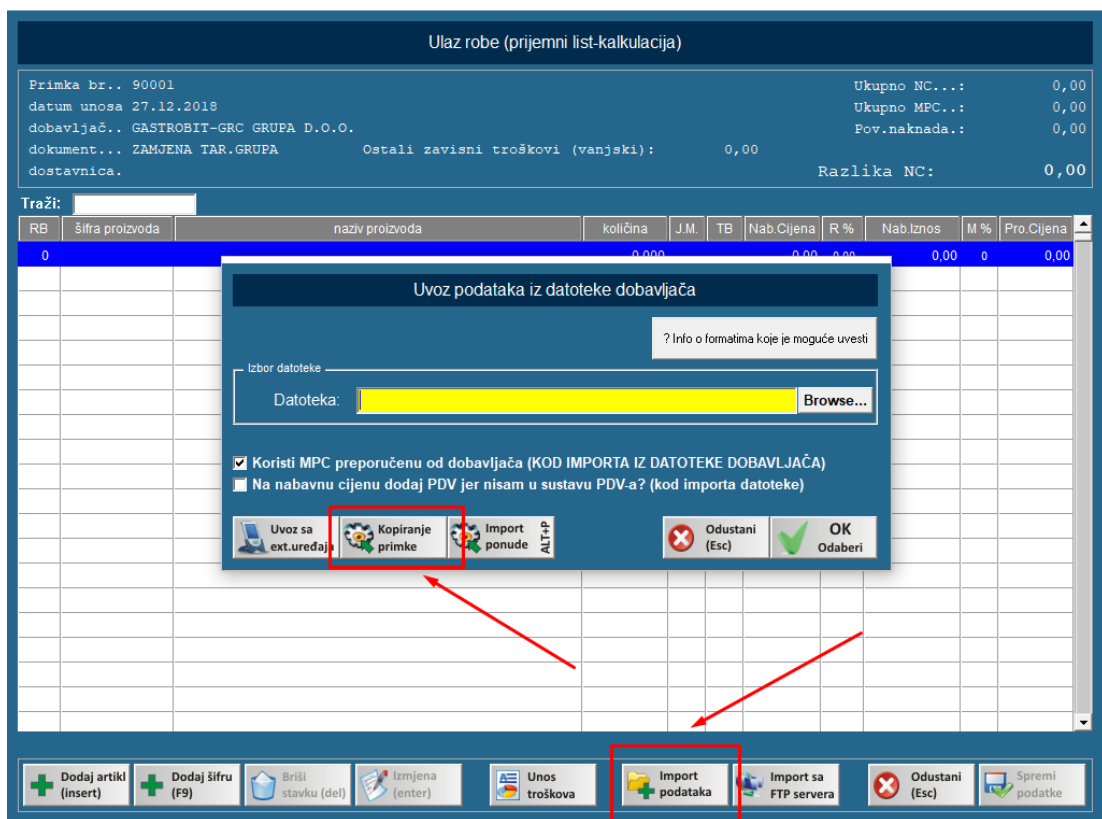 Ulaz robe (prijemni list-kalkulacija)
Primka br.. 90001 Ukupno NC...: 0,00
datum unosa 27.12.2018 Ukupno MPC..: 0,00
dobavljač.. GASTROBIT-GRC GRUPA D.O.O. Pov.naknada.: 0,00
dokument... ZAMJENA TAR.GRUPA Ostali zavisni troškovi (vanjski): 0,00
dostavnica. Razlika NC: 0,00
Traži:
RB šifra proizvoda naziv proizvoda količina J.M. TB Nab.Cijena R % Nab.Iznos M % Pro.Cijena
0 0,000 0,00 0,00 0,00 0 0,00
Uvoz podataka iz datoteke dobavljača
? Info o formatima koje je moguće uvesti
Izbor datoteke
Datoteka: Browse...
Koristi MPC preporučenu od dobavljača (KOD IMPORTA IZ DATOTEKE DOBAVLJAČA)
Na nabavnu cijenu dodaj PDV jer nisam u sustavu PDV-a? (kod importa datoteke)
Uvoz sa ext.uređaja
Kopiranje primke
Import ponude ALT+P
Odustani (Esc)
OK Odaberi
Dodaj artikl (insert)
Dodaj šifru (F9)
Briši stavku (del)
Izmjena (enter)
Unos troškova
Import podataka
Import sa FTP servera
Odustani (Esc)
Spremi podatke